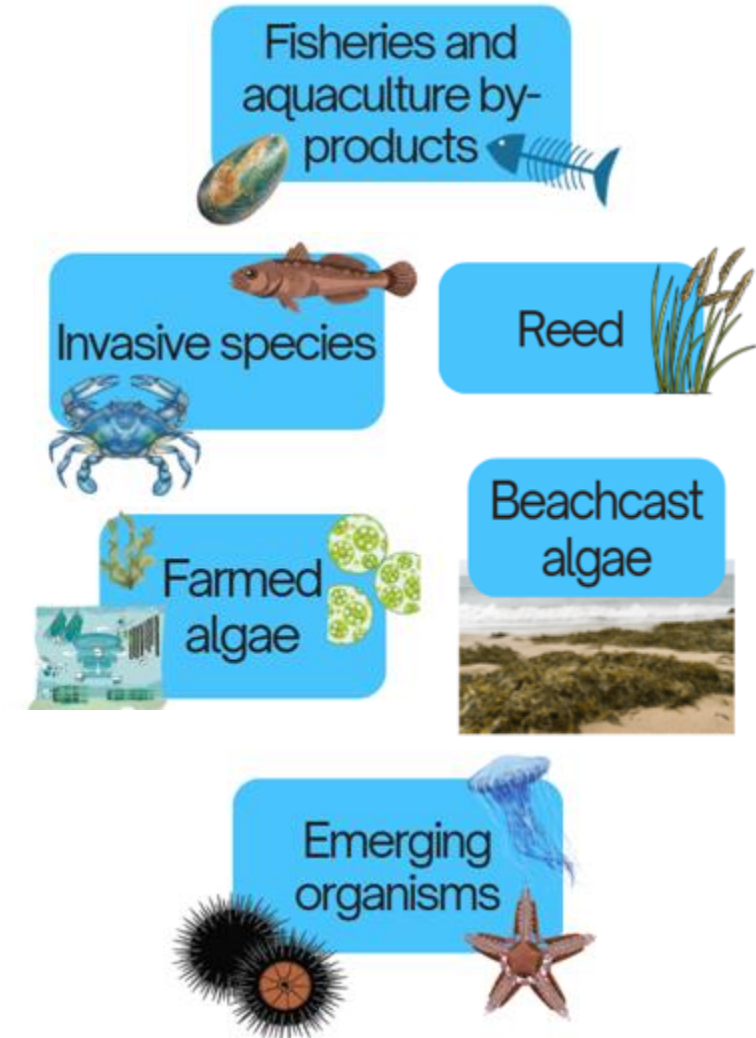 Fisheries and
aquaculture by-
products
Invasive species
Reed
Farmed
algae
Beachcast
algae
Emerging
organisms